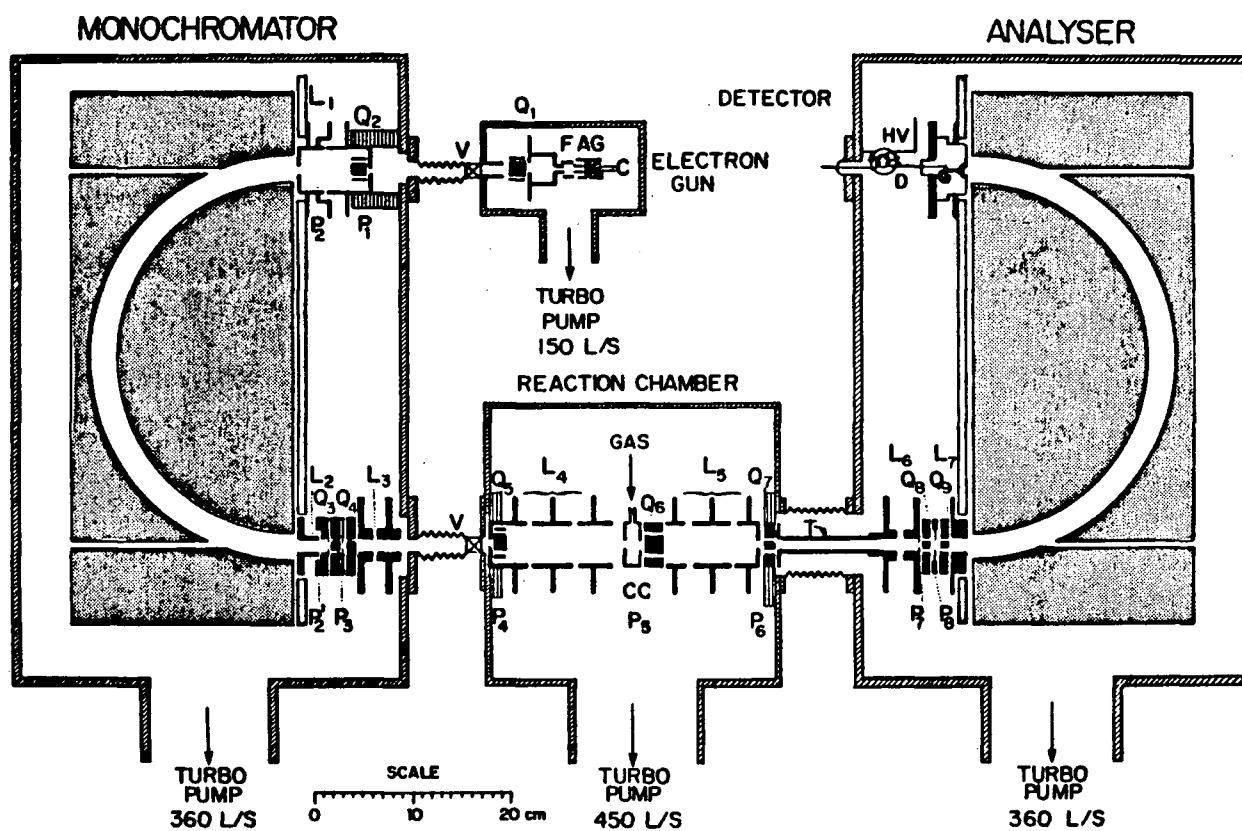 MONOCHROMATOR
ANALYSER
L1
Q2
V
Q1
F A G
C
ELECTRON
GUN
DETECTOR
HV
D
P2
P1
TURBO
PUMP
150 L/S
REACTION CHAMBER
GAS
L2
Q3
Q4
L3
V
Q5
L4
Q6
L5
Q7
T
L6
Q8
Q9
L7
P2'
P3
P4
CC
P5
P6
P7
P8
TURBO
PUMP
360 L/S
SCALE
0 10 20 cm
TURBO
PUMP
450 L/S
TURBO
PUMP
360 L/S